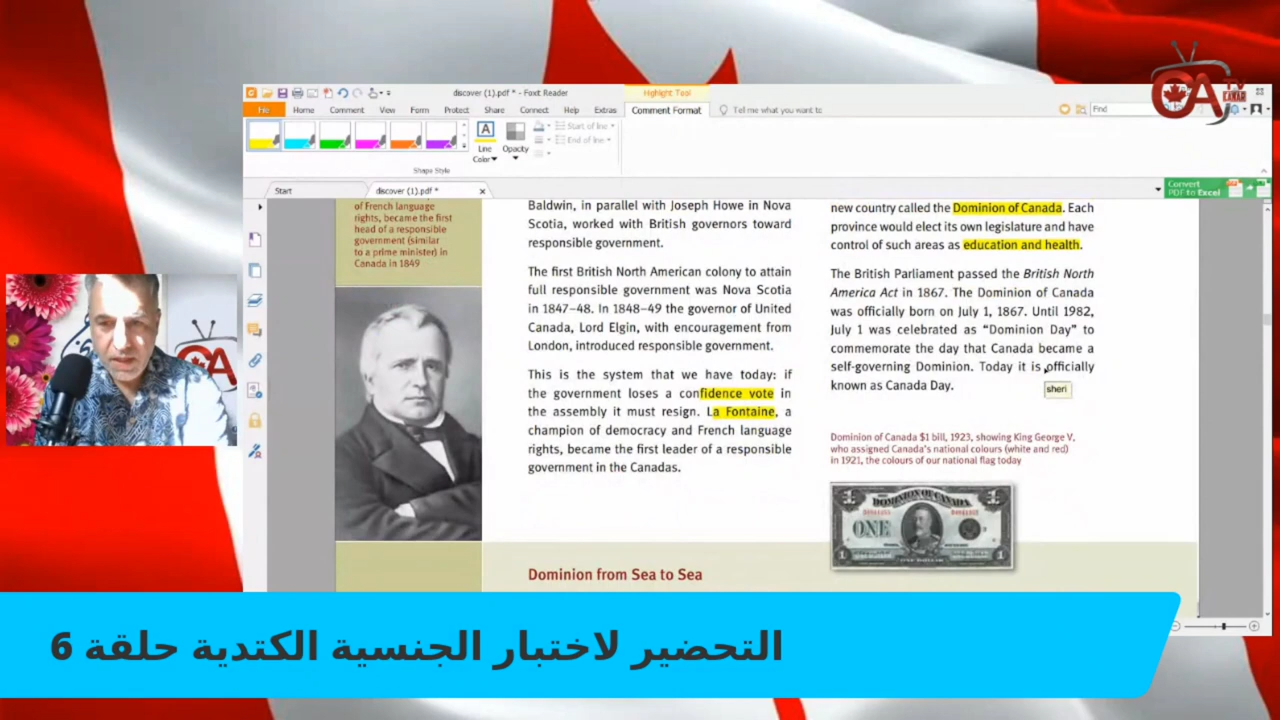 discover (1).pdf * - Foxit Reader
Highlight Tool
File Home Comment View Form Protect Share Connect Help Extras Comment Format Tell me what you want to Find
Line Color
Opacity
Start of line
End of line
Shape Style
Start
discover (1).pdf *
Convert
PDF to Excel
of French language
rights, became the first
head of a responsible
government (similar
to a prime minister) in
Canada in 1849
Baldwin, in parallel with Joseph Howe in Nova
Scotia, worked with British governors toward
responsible government.
The first British North American colony to attain
full responsible government was Nova Scotia
in 1847–48. In 1848–49 the governor of United
Canada, Lord Elgin, with encouragement from
London, introduced responsible government.
This is the system that we have today: if
the government loses a confidence vote in
the assembly it must resign. La Fontaine, a
champion of democracy and French language
rights, became the first leader of a responsible
government in the Canadas.
new country called the Dominion of Canada. Each
province would elect its own legislature and have
control of such areas as education and health.
The British Parliament passed the British North
America Act in 1867. The Dominion of Canada
was officially born on July 1, 1867. Until 1982,
July 1 was celebrated as “Dominion Day” to
commemorate the day that Canada became a
self-governing Dominion. Today it is officially
known as Canada Day.
sheri
Dominion of Canada $1 bill, 1923, showing King George V,
who assigned Canada's national colours (white and red)
in 1921, the colours of our national flag today
DOMINION OF CANADA
ONE
Dominion from Sea to Sea
التحضير لاختبار الجنسية الكتدية حلقة 6